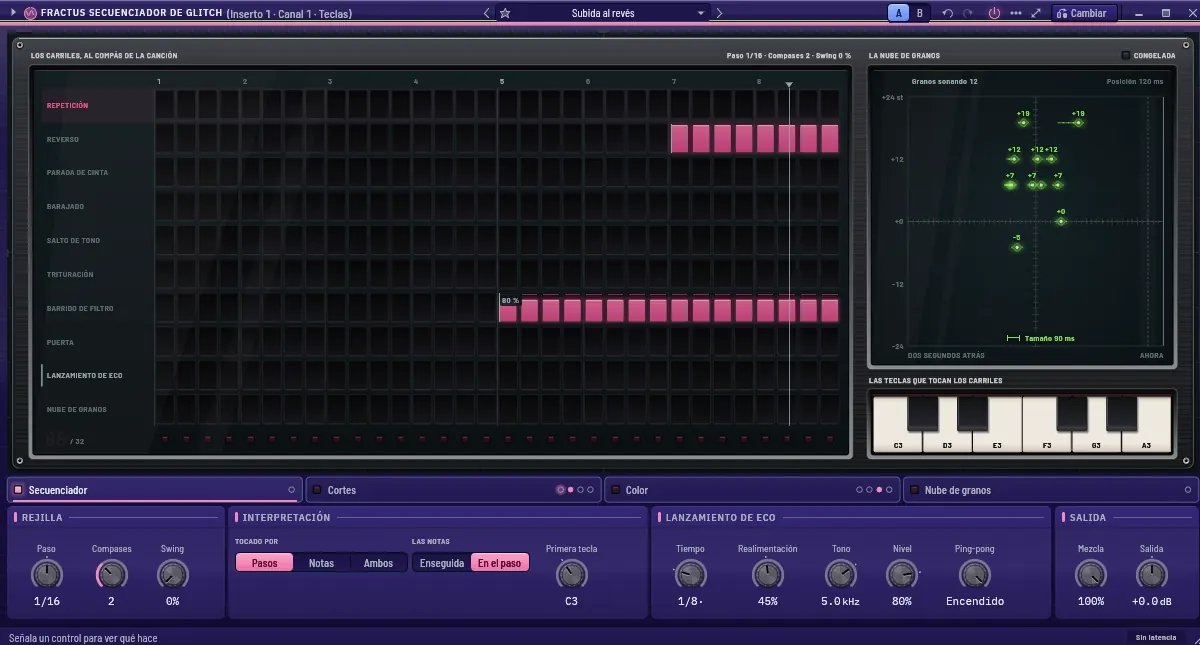 FRACTUS SECUENCIADOR DE GLITCH (Inserto 1 · Canal 1 · Teclas)
Subida al revés
A B
Cambiar
LOS CARRILES, AL COMPÁS DE LA CANCIÓN
Paso 1/16 · Compases 2 · Swing 0 %
1 2 3 4 5 6 7 8
REPETICIÓN
REVERSO
PARADA DE CINTA
BARAJADO
SALTO DE TONO
TRITURACIÓN
BARRIDO DE FILTRO
80 %
PUERTA
LANZAMIENTO DE ECO
NUBE DE GRANOS
/ 32
LA NUBE DE GRANOS
CONGELADA
Granos sonando 12
Posición 120 ms
+24 st
+19 +19
+12
+12 +12 +12
+7 +7 +7
+0
+0
-5
-12
-24
Tamaño 90 ms
DOS SEGUNDOS ATRÁS
AHORA
LAS TECLAS QUE TOCAN LOS CARRILES
C3 D3 E3 F3 G3 A3
Secuenciador
Cortes
Color
Nube de granos
REJILLA
Paso Compases Swing
1/16 2 0%
INTERPRETACIÓN
TOCADO POR
Pasos Notas Ambos
LAS NOTAS
Enseguida En el paso
Primera tecla
C3
LANZAMIENTO DE ECO
Tiempo Realimentación Tono Nivel Ping-pong
1/8· 45% 5.0kHz 80% Encendido
SALIDA
Mezcla Salida
100% +0.0dB
Señala un control para ver qué hace
Sin latencia